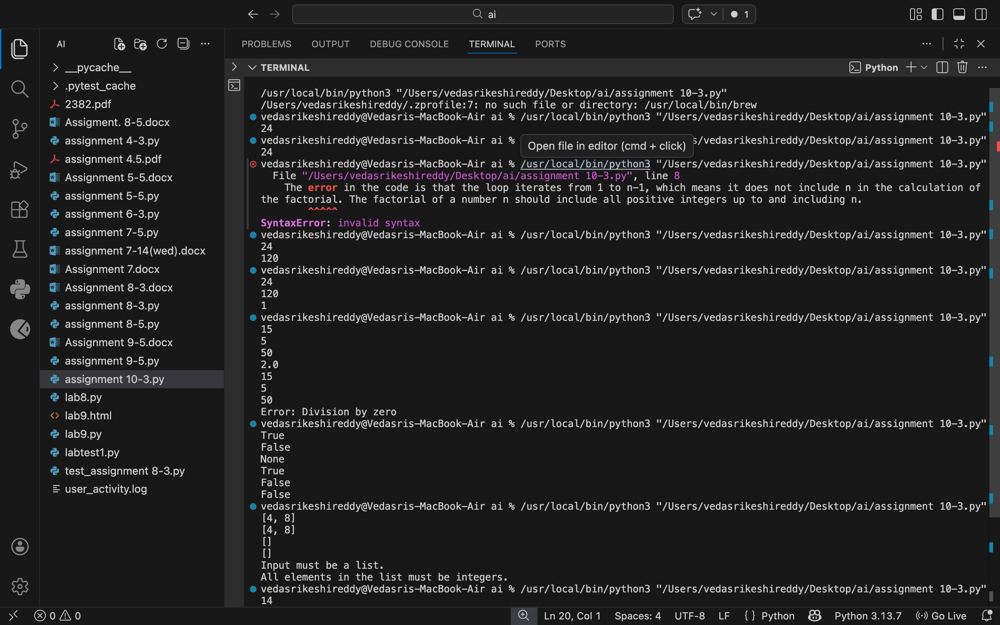 ai
1
AI
PROBLEMS OUTPUT DEBUG CONSOLE TERMINAL PORTS
TERMINAL
Python
__pycache__
.pytest_cache
2382.pdf
Assigment. 8-5.docx
assignment 4-3.py
assignment 4.5.pdf
Assignment 5-5.docx
assignment 5-5.py
assignment 6-3.py
assignment 7-5.py
assignment 7-14(wed).docx
Assignment 7.docx
Assignment 8-3.docx
assignment 8-3.py
assignment 8-5.py
Assignment 9-5.docx
assignment 9-5.py
assignment 10-3.py
lab8.py
lab9.html
lab9.py
labtest1.py
test_assignment 8-3.py
user_activity.log
/usr/local/bin/python3 "/Users/vedasrikeshireddy/Desktop/ai/assignment 10-3.py"
/Users/vedasrikeshireddy/.zprofile:7: no such file or directory: /usr/local/bin/brew
vedasrikeshireddy@Vedasris-MacBook-Air ai % /usr/local/bin/python3 "/Users/vedasrikeshireddy/Desktop/ai/assignment 10-3.py"
24
vedasrikeshireddy@Vedasris-MacBook-Air ai % s/vedasrikeshireddy/Desktop/ai/assignment 10-3.py"
Open file in editor (cmd + click)
24
vedasrikeshireddy@Vedasris-MacBook-Air ai % /usr/local/bin/python3 "/Users/vedasrikeshireddy/Desktop/ai/assignment 10-3.py"
File "/Users/vedasrikeshireddy/Desktop/ai/assignment 10-3.py", line 8
The error in the code is that the loop iterates from 1 to n-1, which means it does not include n in the calculation of
the factorial. The factorial of a number n should include all positive integers up to and including n.
^^^^^
SyntaxError: invalid syntax
vedasrikeshireddy@Vedasris-MacBook-Air ai % /usr/local/bin/python3 "/Users/vedasrikeshireddy/Desktop/ai/assignment 10-3.py"
24
120
vedasrikeshireddy@Vedasris-MacBook-Air ai % /usr/local/bin/python3 "/Users/vedasrikeshireddy/Desktop/ai/assignment 10-3.py"
24
120
1
vedasrikeshireddy@Vedasris-MacBook-Air ai % /usr/local/bin/python3 "/Users/vedasrikeshireddy/Desktop/ai/assignment 10-3.py"
15
5
50
2.0
15
5
50
Error: Division by zero
vedasrikeshireddy@Vedasris-MacBook-Air ai % /usr/local/bin/python3 "/Users/vedasrikeshireddy/Desktop/ai/assignment 10-3.py"
True
False
None
True
False
False
vedasrikeshireddy@Vedasris-MacBook-Air ai % /usr/local/bin/python3 "/Users/vedasrikeshireddy/Desktop/ai/assignment 10-3.py"
[4, 8]
[4, 8]
[]
[]
Input must be a list.
All elements in the list must be integers.
vedasrikeshireddy@Vedasris-MacBook-Air ai % /usr/local/bin/python3 "/Users/vedasrikeshireddy/Desktop/ai/assignment 10-3.py"
14
0 0 Ln 20, Col 1 Spaces: 4 UTF-8 LF { } Python Python 3.13.7 Go Live